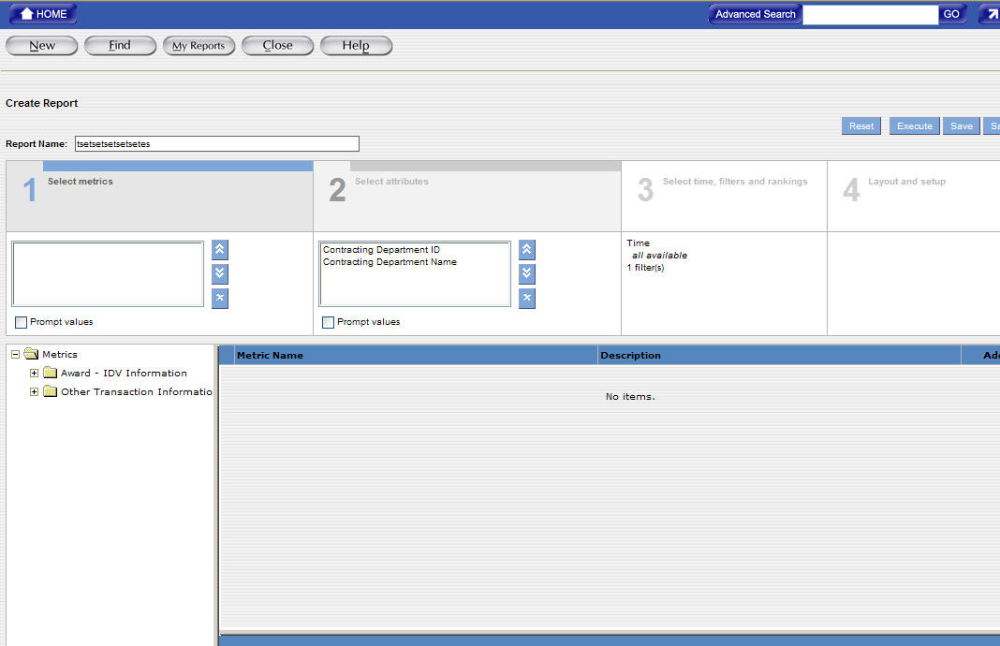 HOME
Advanced Search
GO
New
Find
My Reports
Close
Help
Create Report
Reset
Execute
Save
Sa
Report Name:
tsetsetsetsetsetes
1
Select metrics
2
Select attributes
3
Select time, filters and rankings
4
Layout and setup
Contracting Department ID
Contracting Department Name
Time
all available
1 filter(s)
Prompt values
Prompt values
Metrics
Award - IDV Information
Other Transaction Informatio
Metric Name
Description
Add
No items.